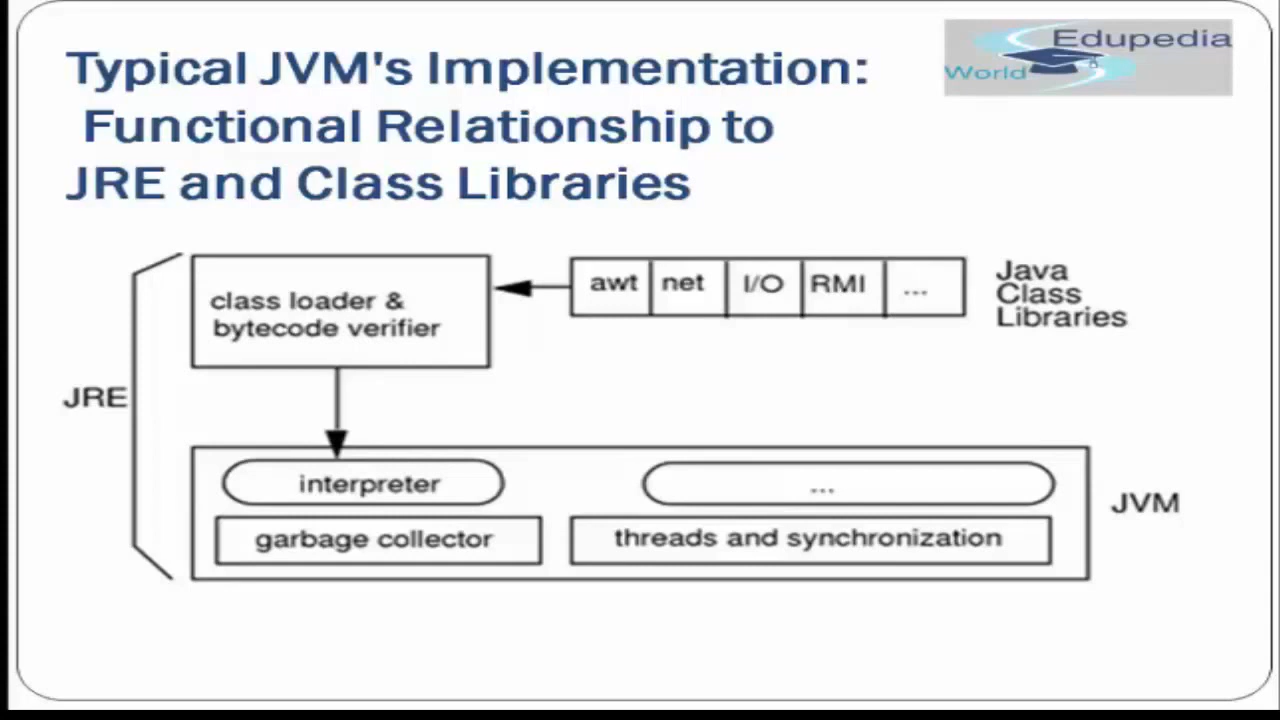 Typical JVM's Implementation:
Functional Relationship to
JRE and Class Libraries
Edupedia
World
class loader &
bytecode verifier
awt net I/O RMI ...
Java
Class
Libraries
JRE
interpreter
...
JVM
garbage collector
threads and synchronization